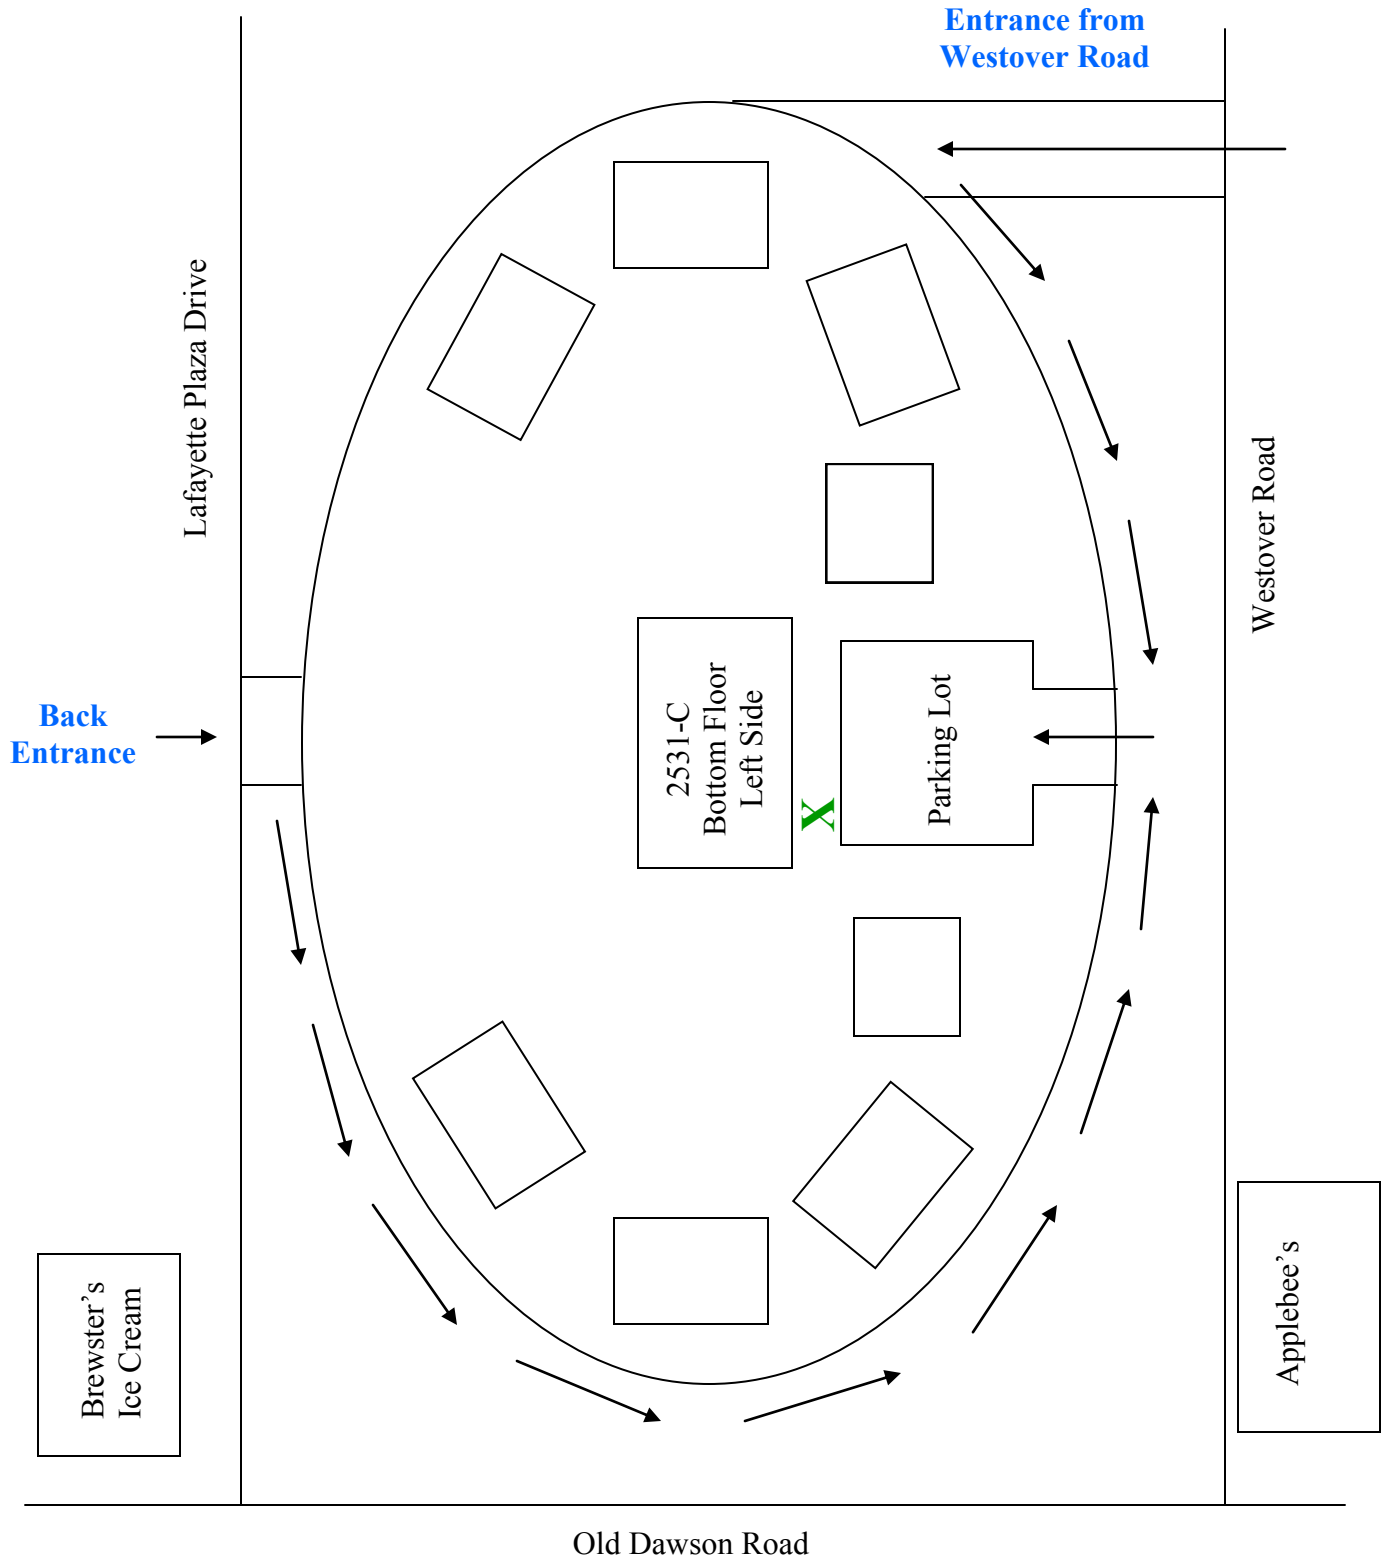 Entrance from
Westover Road
Lafayette Plaza Drive
Westover Road
Back
Entrance
2531-C
Bottom Floor
Left Side
X
Parking Lot
Brewster’s
Ice Cream
Applebee’s
Old Dawson Road